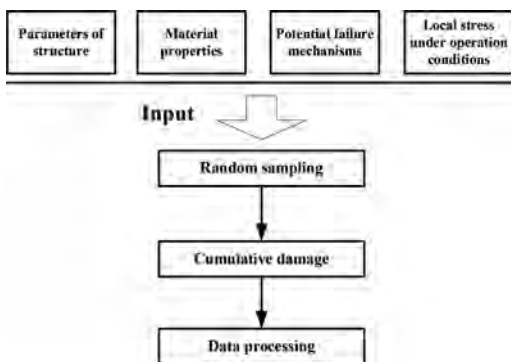 Parameters of
structure
Material
properties
Potential failure
mechanisms
Local stress
under operation
conditions
Input
Random sampling
Cumulative damage
Data processing